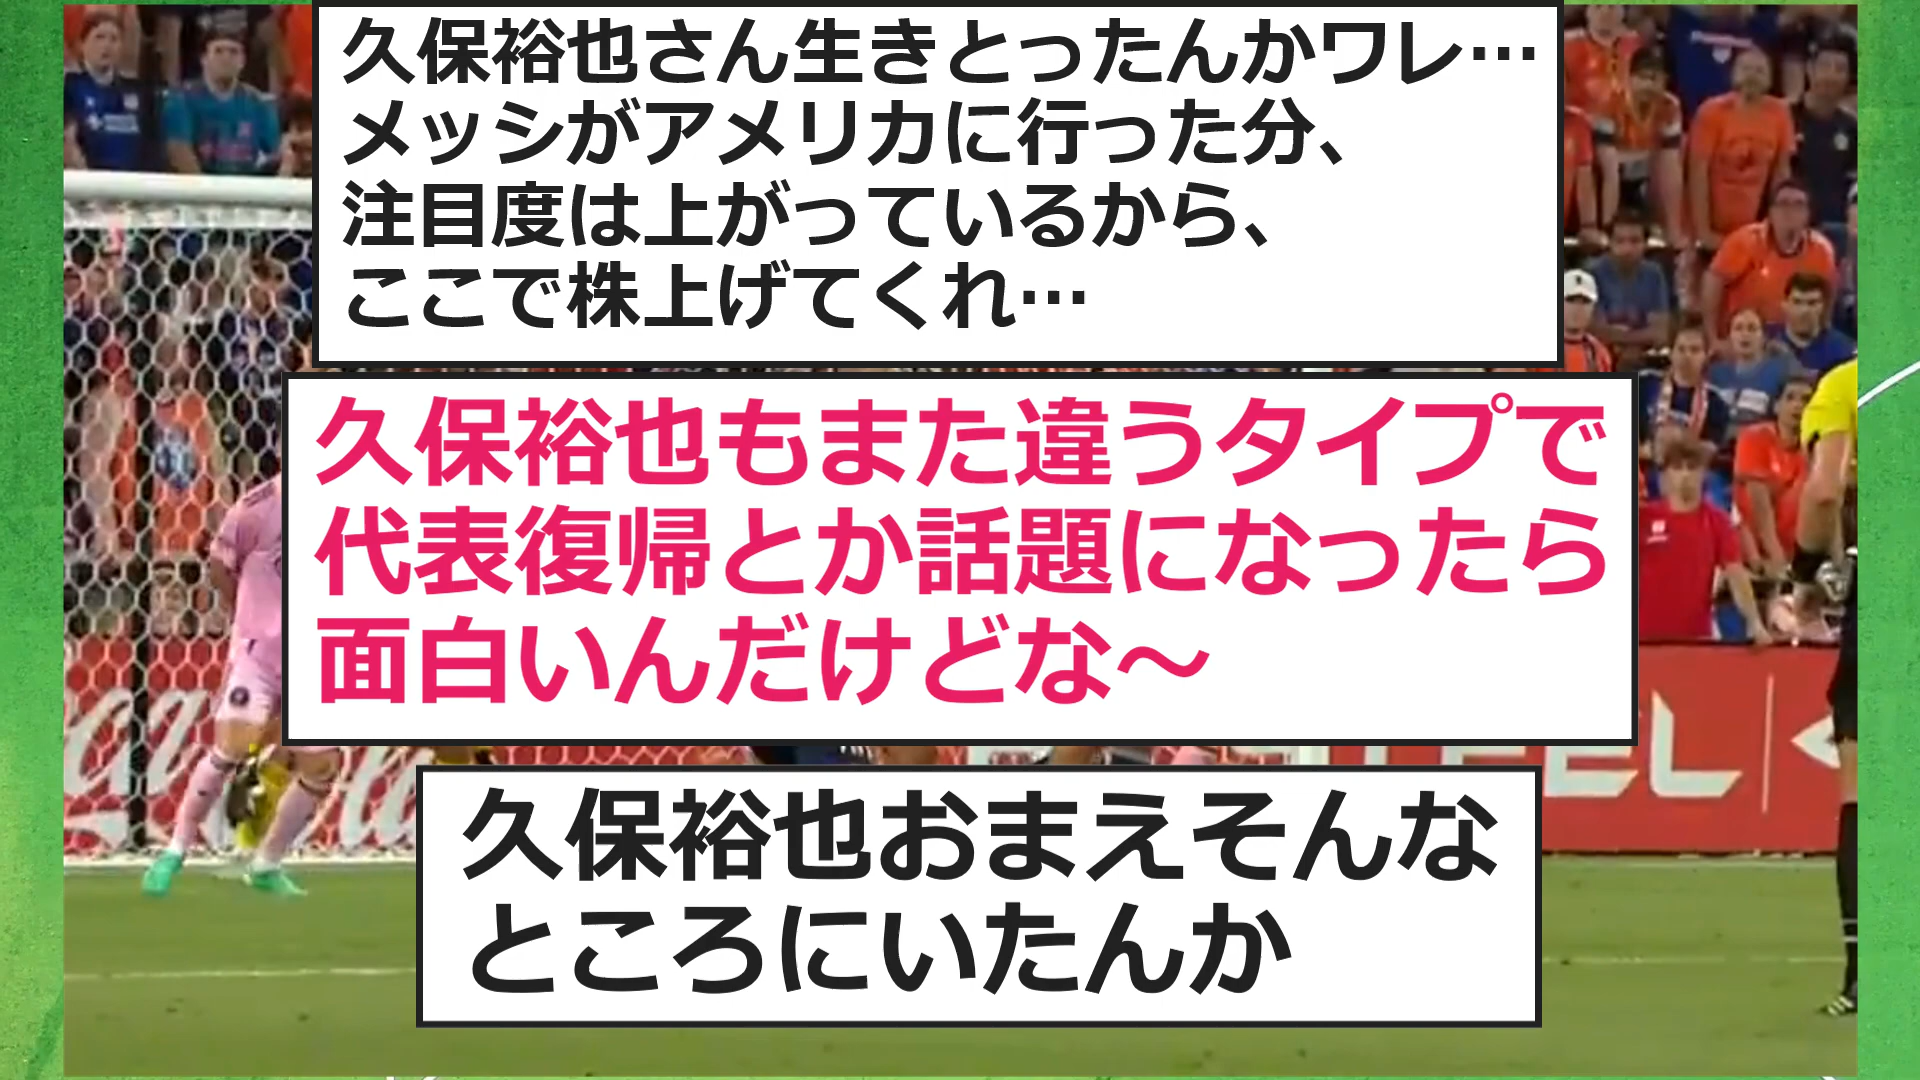 久保裕也さん生きとったんかワレ…
メッシがアメリカに行った分、
注目度は上がっているから、
ここで株上げてくれ…
久保裕也もまた違うタイプで
代表復帰とか話題になったら
面白いんだけどな～
久保裕也おまえそんな
ところにいたんか